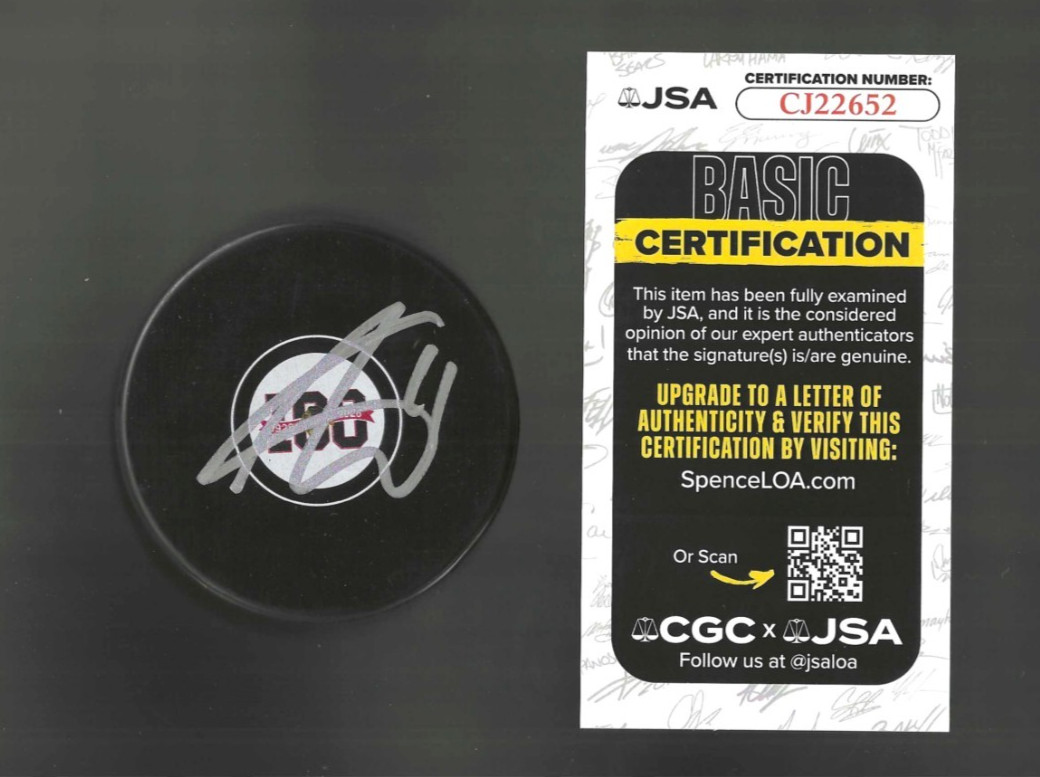 JSA
CERTIFICATION NUMBER:
CJ22652
BASIC
CERTIFICATION
This item has been fully examined
by JSA, and it is the considered
opinion of our expert authenticators
that the signature(s) is/are genuine.
UPGRADE TO A LETTER OF
AUTHENTICITY & VERIFY THIS
CERTIFICATION BY VISITING:
SpenceLOA.com
Or Scan
CGC x JSA
Follow us at @jsaloa
100